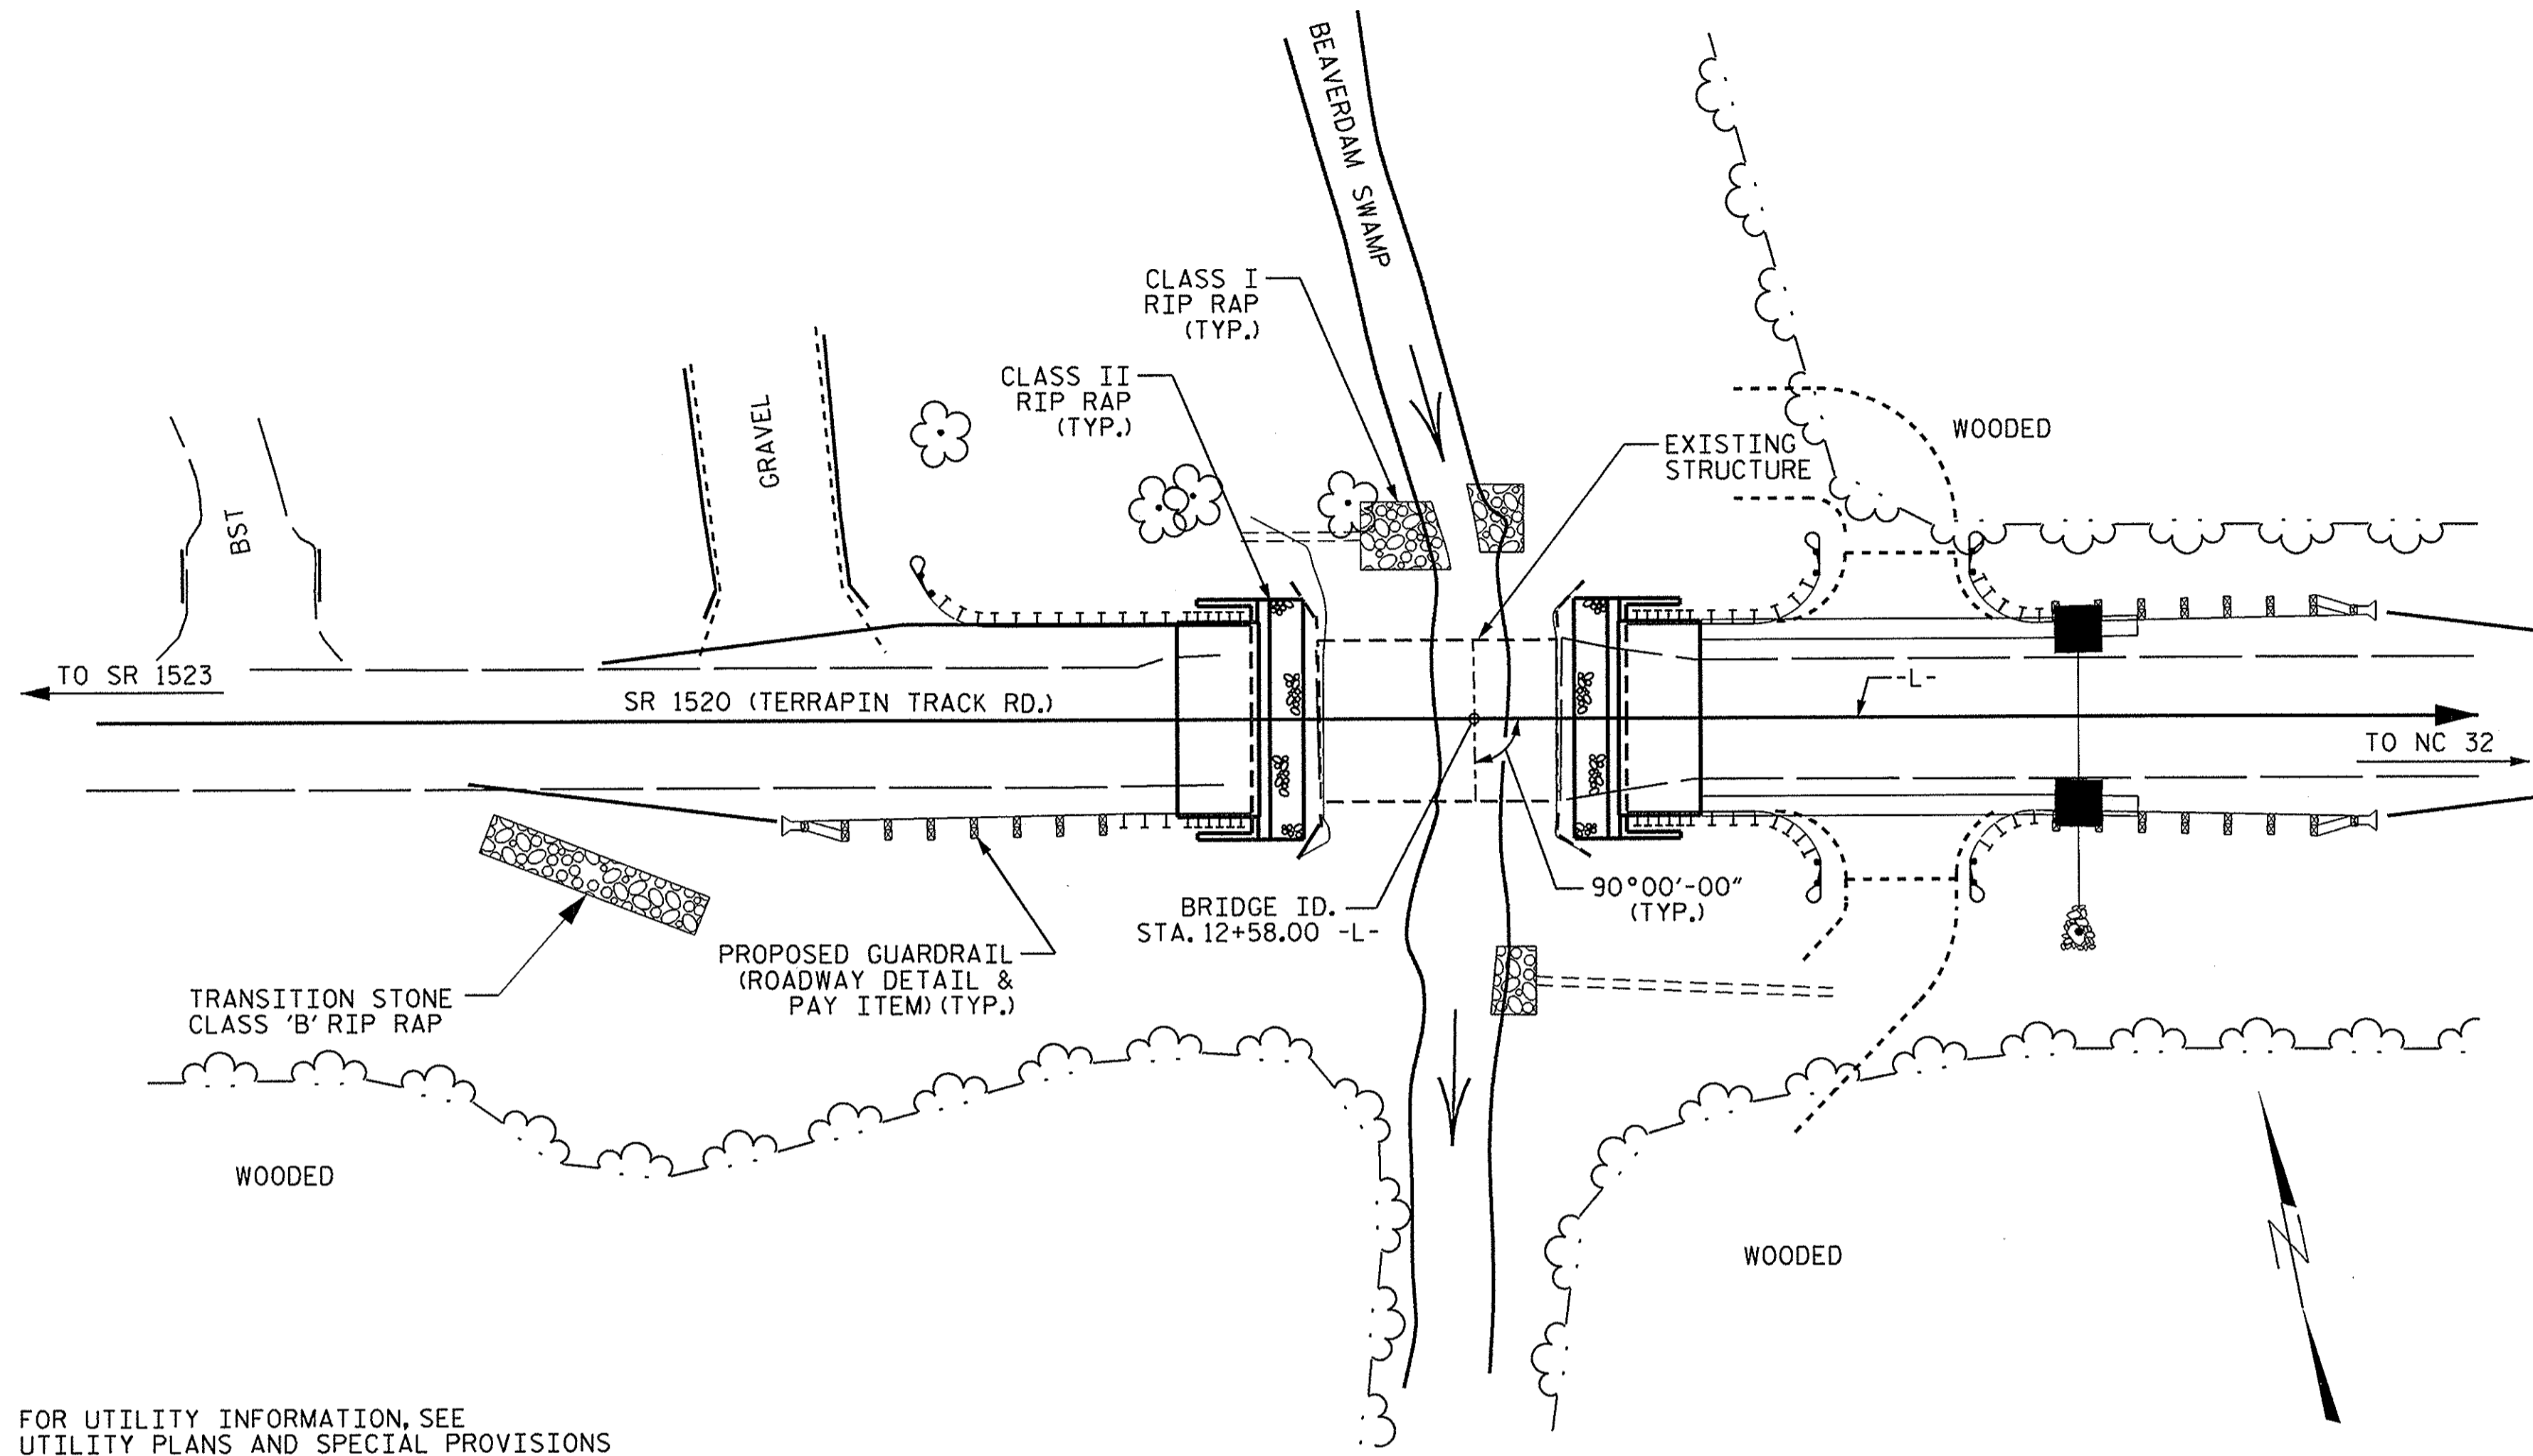 BEAVERDAM SWAMP
CLASS I
RIP RAP
(TYP.)
CLASS II
RIP RAP
(TYP.)
GRAVEL
BST
EXISTING
STRUCTURE
WOODED
TO SR 1523
SR 1520 (TERRAPIN TRACK RD.)
-L-
TO NC 32
BRIDGE ID.
STA. 12+58.00 -L-
90°00'-00"
(TYP.)
PROPOSED GUARDRAIL
(ROADWAY DETAIL &
PAY ITEM) (TYP.)
TRANSITION STONE
CLASS 'B' RIP RAP
WOODED
WOODED
N
FOR UTILITY INFORMATION, SEE
UTILITY PLANS AND SPECIAL PROVISIONS